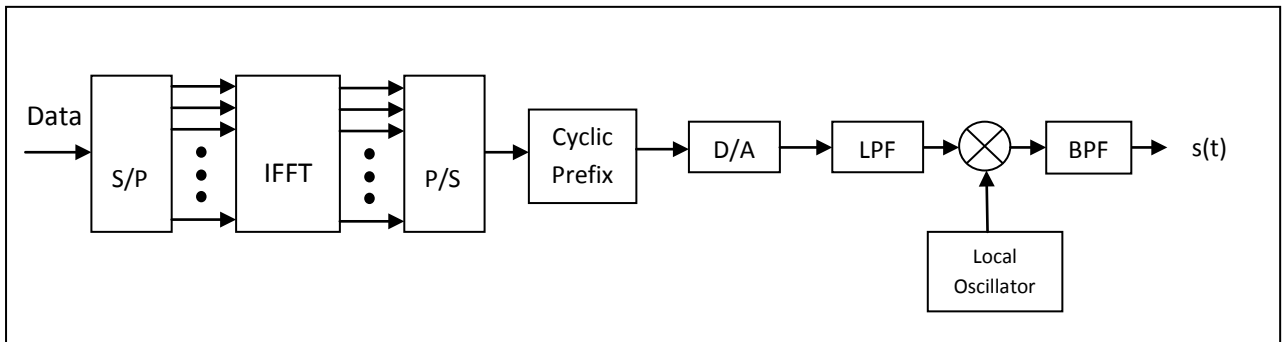 Data
S/P
IFFT
P/S
Cyclic
Prefix
D/A
LPF
BPF
s(t)
Local
Oscillator